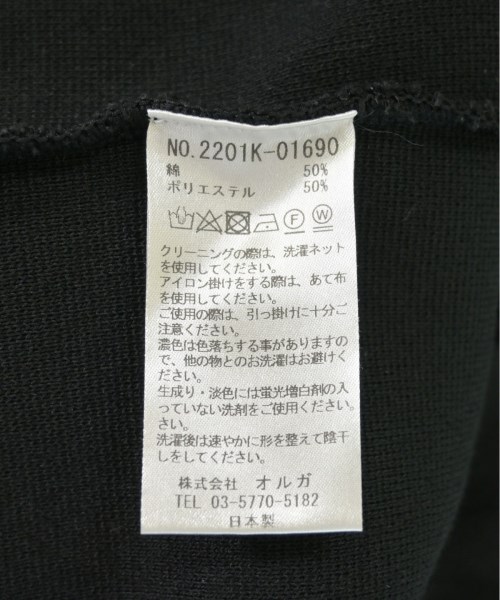 NO.2201K-01690
綿 50%
ポリエステル 50%
F W
クリーニングの際は、洗濯ネット
を使用してください。
アイロン掛けをする際は、あて布
を使用してください。
ご使用の際は、引っ掛けに十分ご
注意ください。
濃色は色落ちする事がありますの
で、他の物とのお洗濯はお避けく
ださい。
生成り・淡色には蛍光増白剤の入
っていない洗剤をご使用ください。
洗濯後は速やかに形を整えて陰干
しをしてください。
株式会社 オルガ
TEL 03-5770-5182
日本製